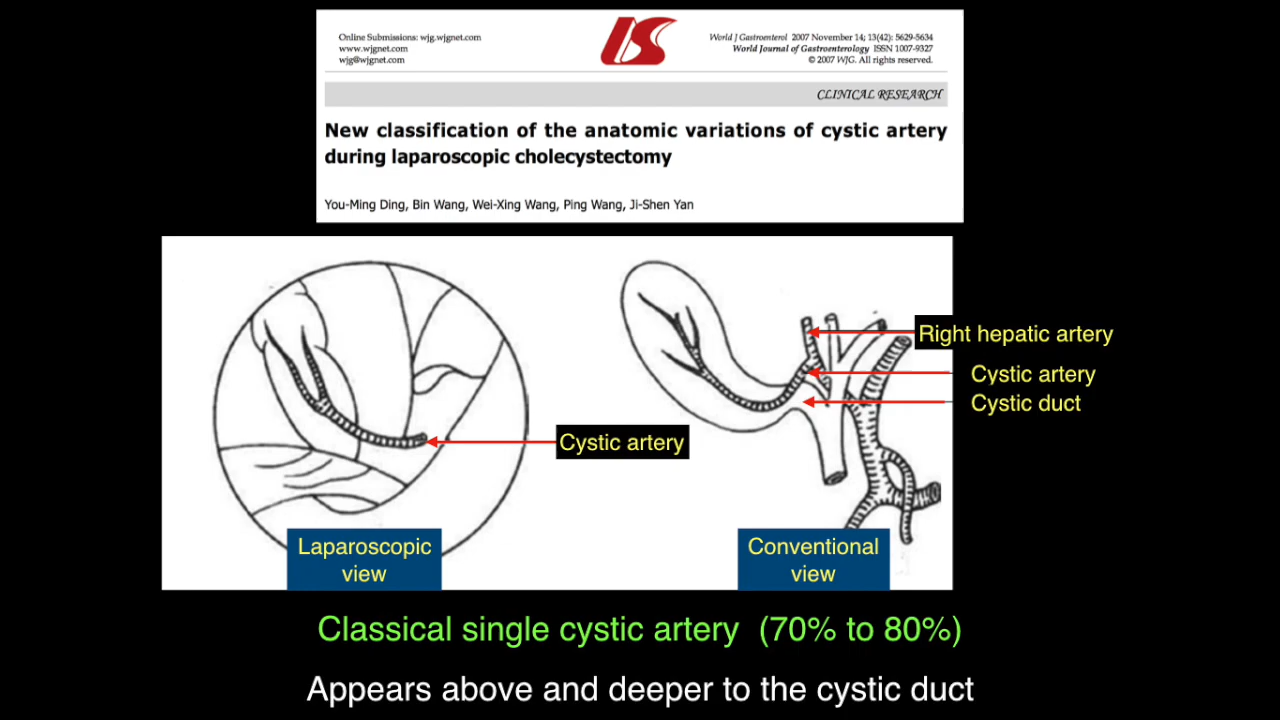 Online Submissions: wjg.wjgnet.com
www.wjgnet.com
wjg@wjgnet.com
World J Gastroenterol 2007 November 14; 13(42): 5629-5634
World Journal of Gastroenterology ISSN 1007-9327
© 2007 WJG. All rights reserved.
CLINICAL RESEARCH
New classification of the anatomic variations of cystic artery
during laparoscopic cholecystectomy
You-Ming Ding, Bin Wang, Wei-Xing Wang, Ping Wang, Ji-Shen Yan
Right hepatic artery
Cystic artery
Cystic duct
Cystic artery
Laparoscopic
view
Conventional
view
Classical single cystic artery (70% to 80%)
Appears above and deeper to the cystic duct